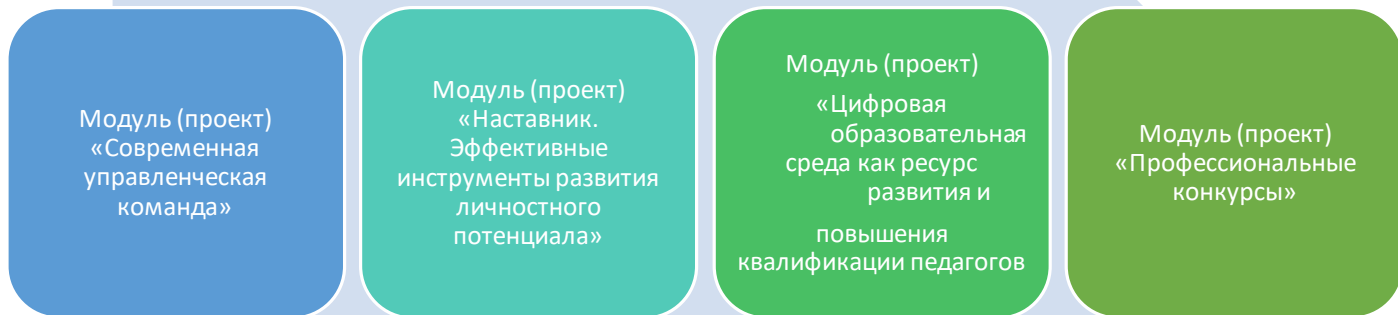 Модуль (проект)
«Современная
управленческая
команда»
Модуль (проект)
«Наставник.
Эффективные
инструменты развития
личностного
потенциала»
Модуль (проект)
«Цифровая
образовательная
среда как ресурс
развития и
повышения
квалификации педагогов
Модуль (проект)
«Профессиональные
конкурсы»